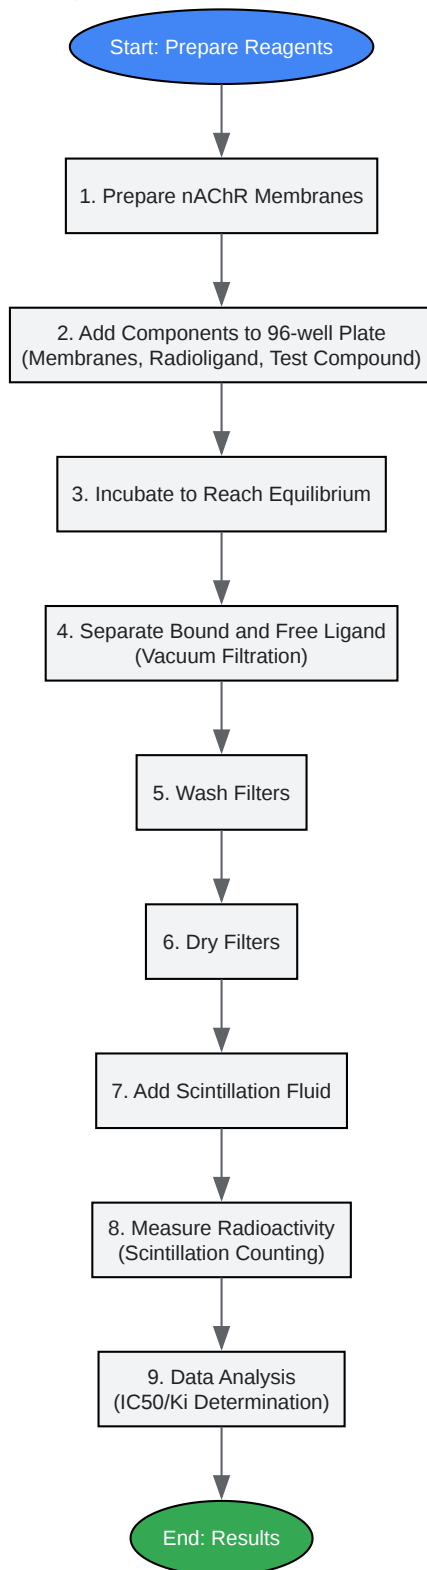 Start: Prepare Reagents
1. Prepare nAChR Membranes
2. Add Components to 96-well Plate
(Membranes, Radioligand, Test Compound)
3. Incubate to Reach Equilibrium
4. Separate Bound and Free Ligand
(Vacuum Filtration)
5. Wash Filters
6. Dry Filters
7. Add Scintillation Fluid
8. Measure Radioactivity
(Scintillation Counting)
9. Data Analysis
(IC50/Ki Determination)
End: Results